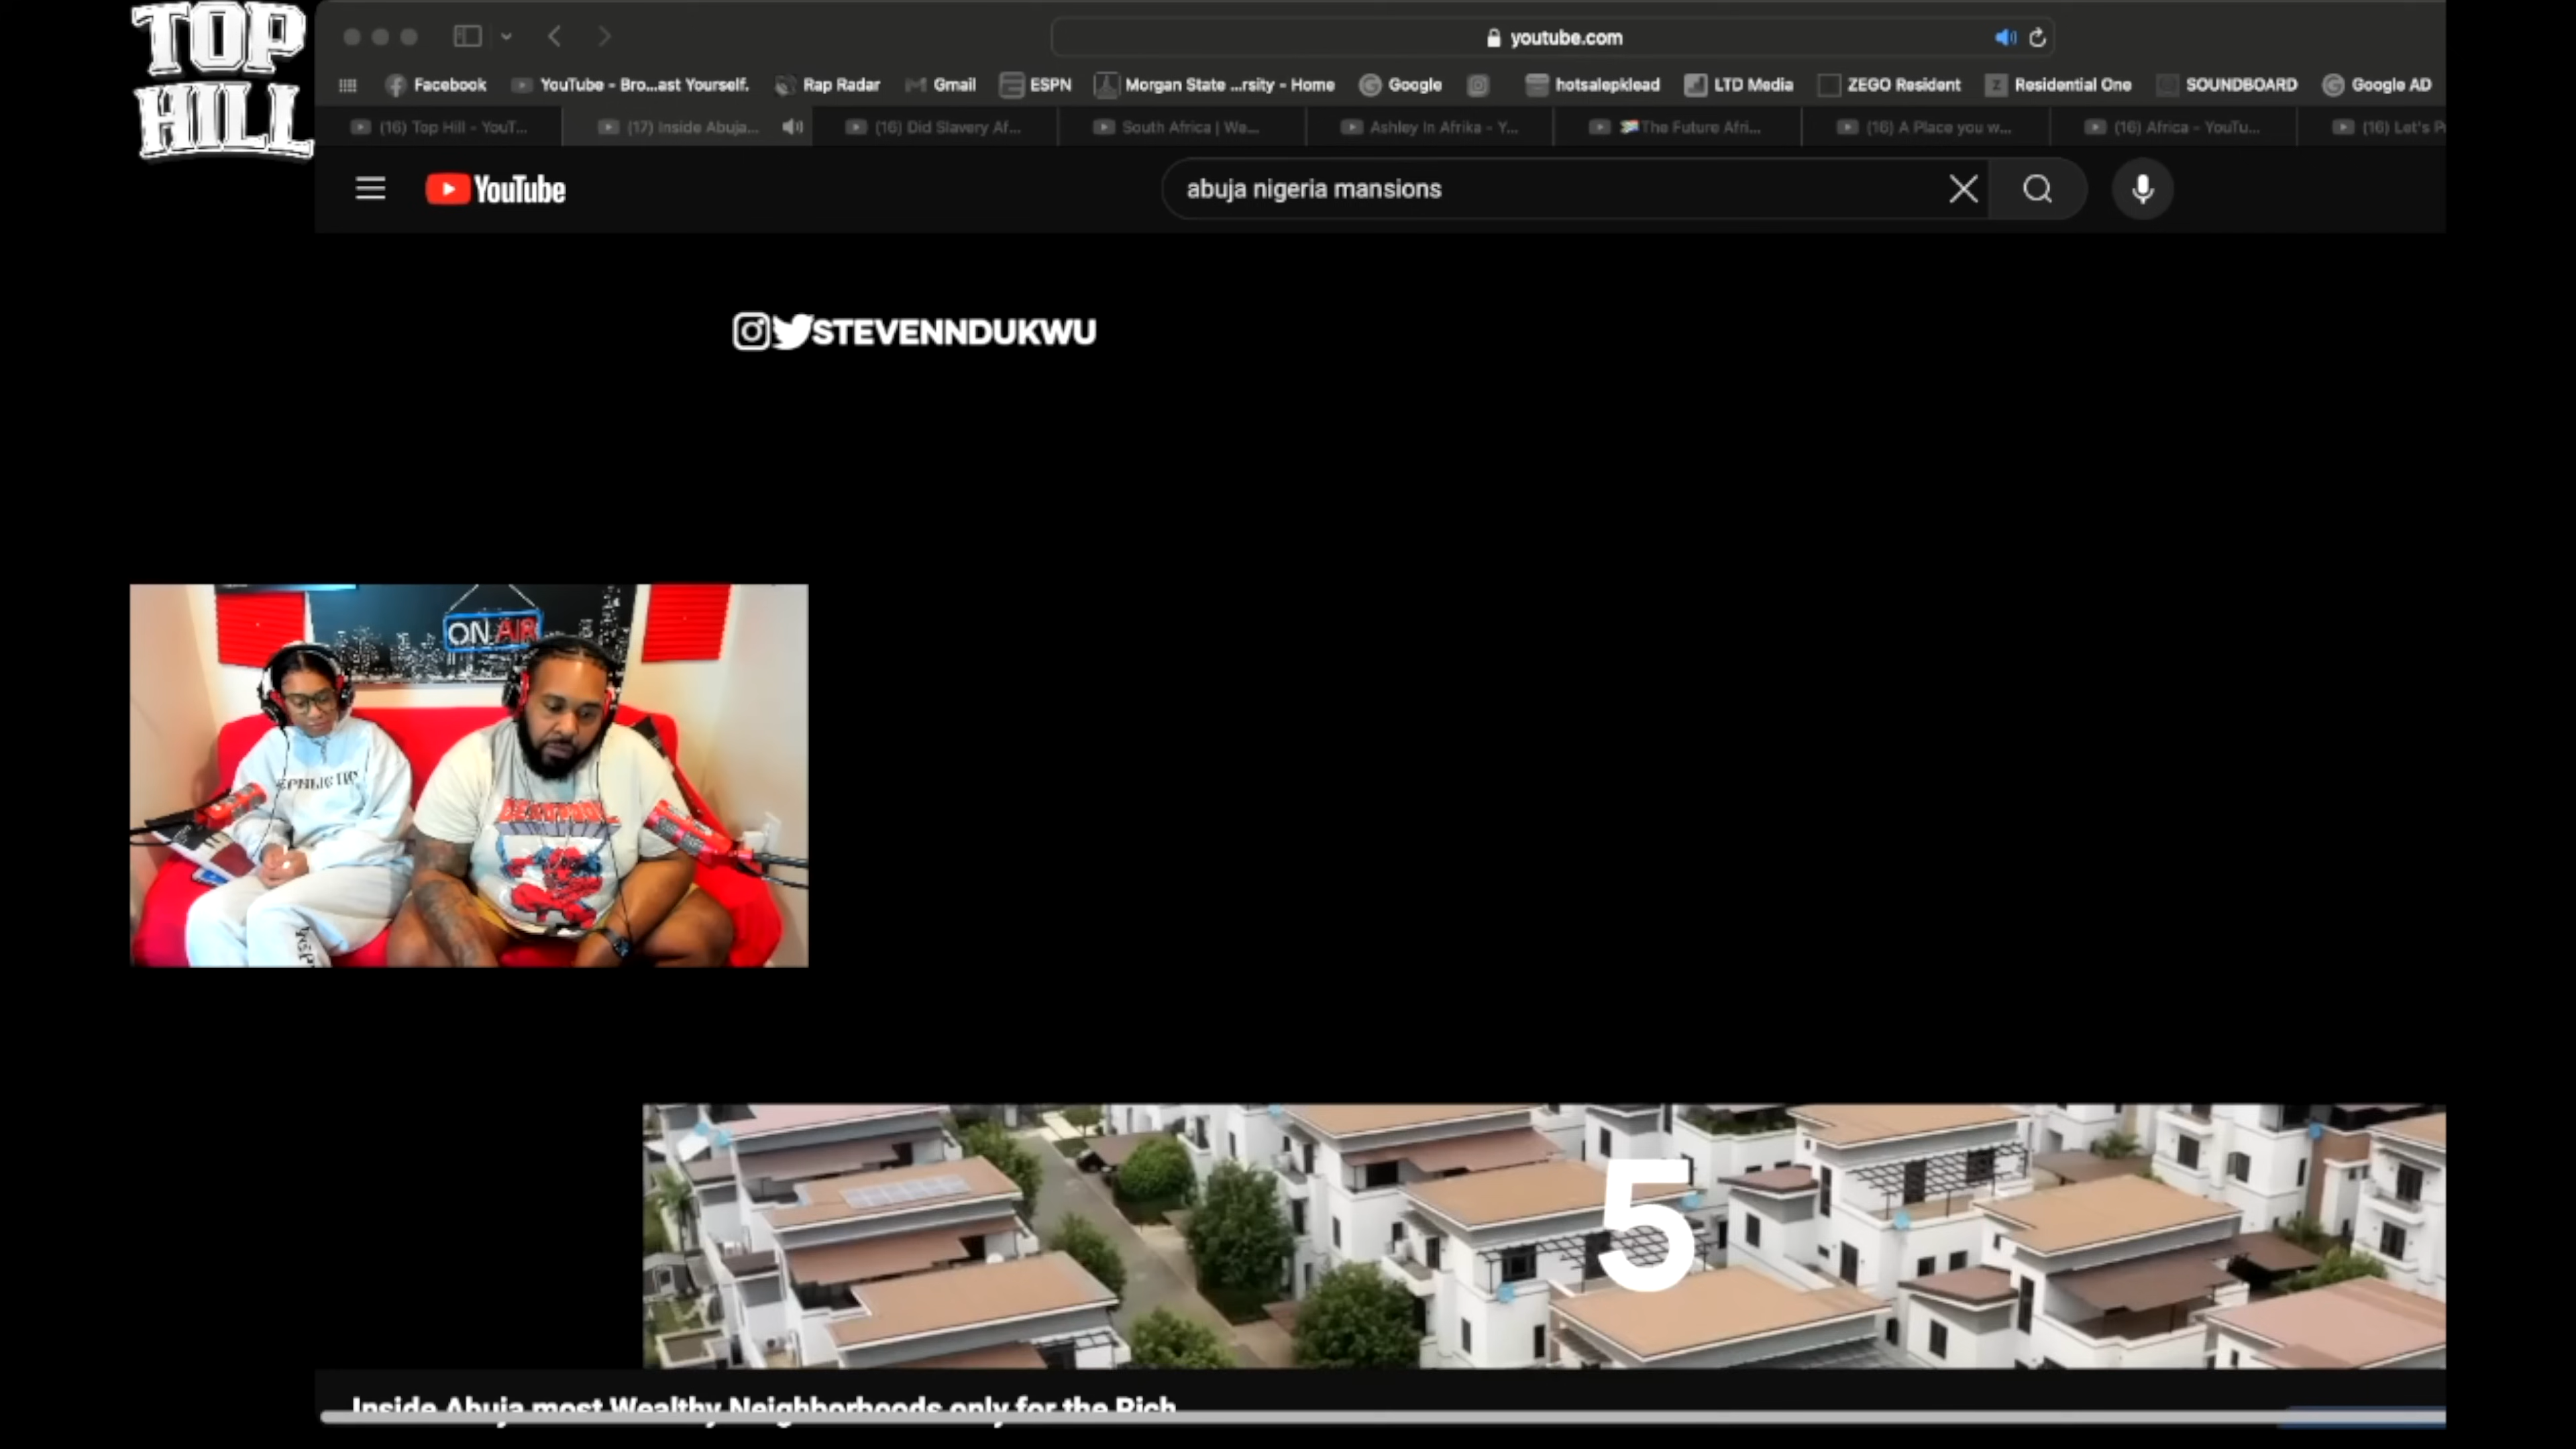 TOP
HILL
youtube.com
Facebook
YouTube - Bro...ast Yourself.
Rap Radar
Gmail
ESPN
Morgan State ...rsity - Home
Google
hotsalepklead
LTD Media
ZEGO Resident
Residential One
SOUNDBOARD
Google AD
(16) Top Hill - YouT...
(17) Inside Abuja...
(16) Did Slavery Af...
South Africa | We...
Ashley In Afrika - Y...
The Future Afri...
(16) A Place you w...
(16) Africa - YouTu...
(16) Let's P
YouTube
abuja nigeria mansions
STEVENNDUKWU
ON AIR
DEADPOOL
5
Inside Abuja most Wealthy Neighborhoods only for the Rich